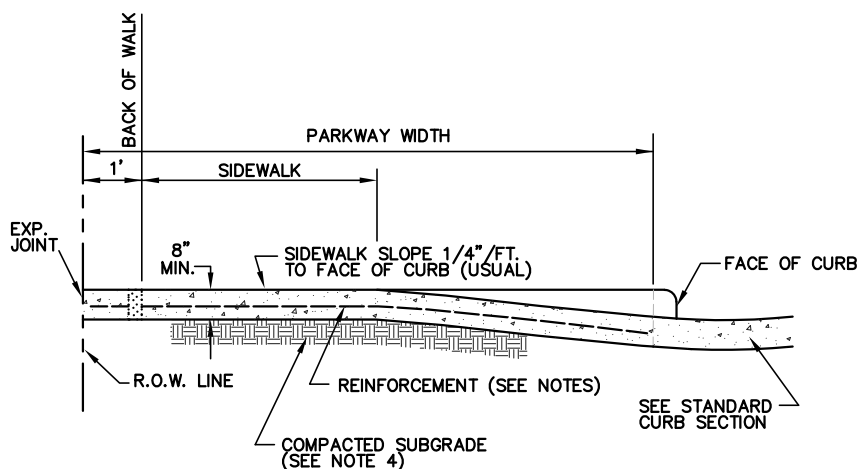 BACK OF WALK
PARKWAY WIDTH
1'
SIDEWALK
EXP.
JOINT
8"
MIN.
SIDEWALK SLOPE 1/4"/FT.
TO FACE OF CURB (USUAL)
FACE OF CURB
R.O.W. LINE
REINFORCEMENT (SEE NOTES)
SEE STANDARD
CURB SECTION
COMPACTED SUBGRADE
(SEE NOTE 4)